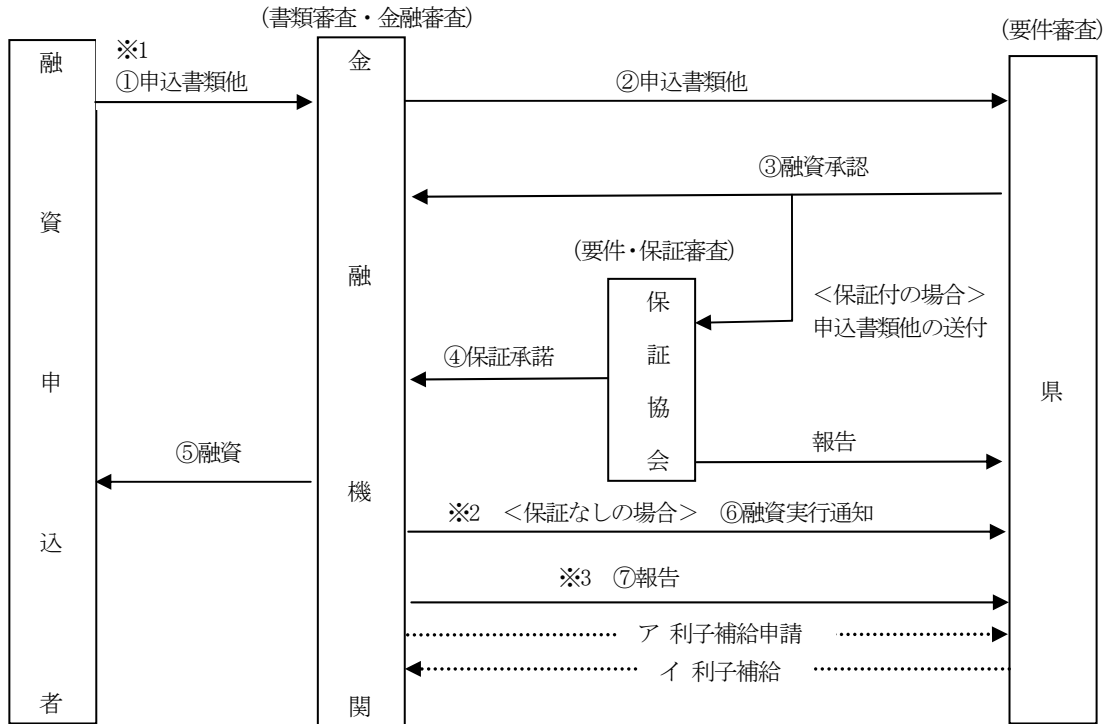 (書類審査・金融審査)
(要件審査)
融資申込者
金融機関
県
※1
①申込書類他
②申込書類他
③融資承認
(要件・保証審査)
保証協会
<保証付の場合>
申込書類他の送付
④保証承諾
報告
⑤融資
※2 <保証なしの場合> ⑥融資実行通知
※3 ⑦報告
ア 利子補給申請
イ 利子補給